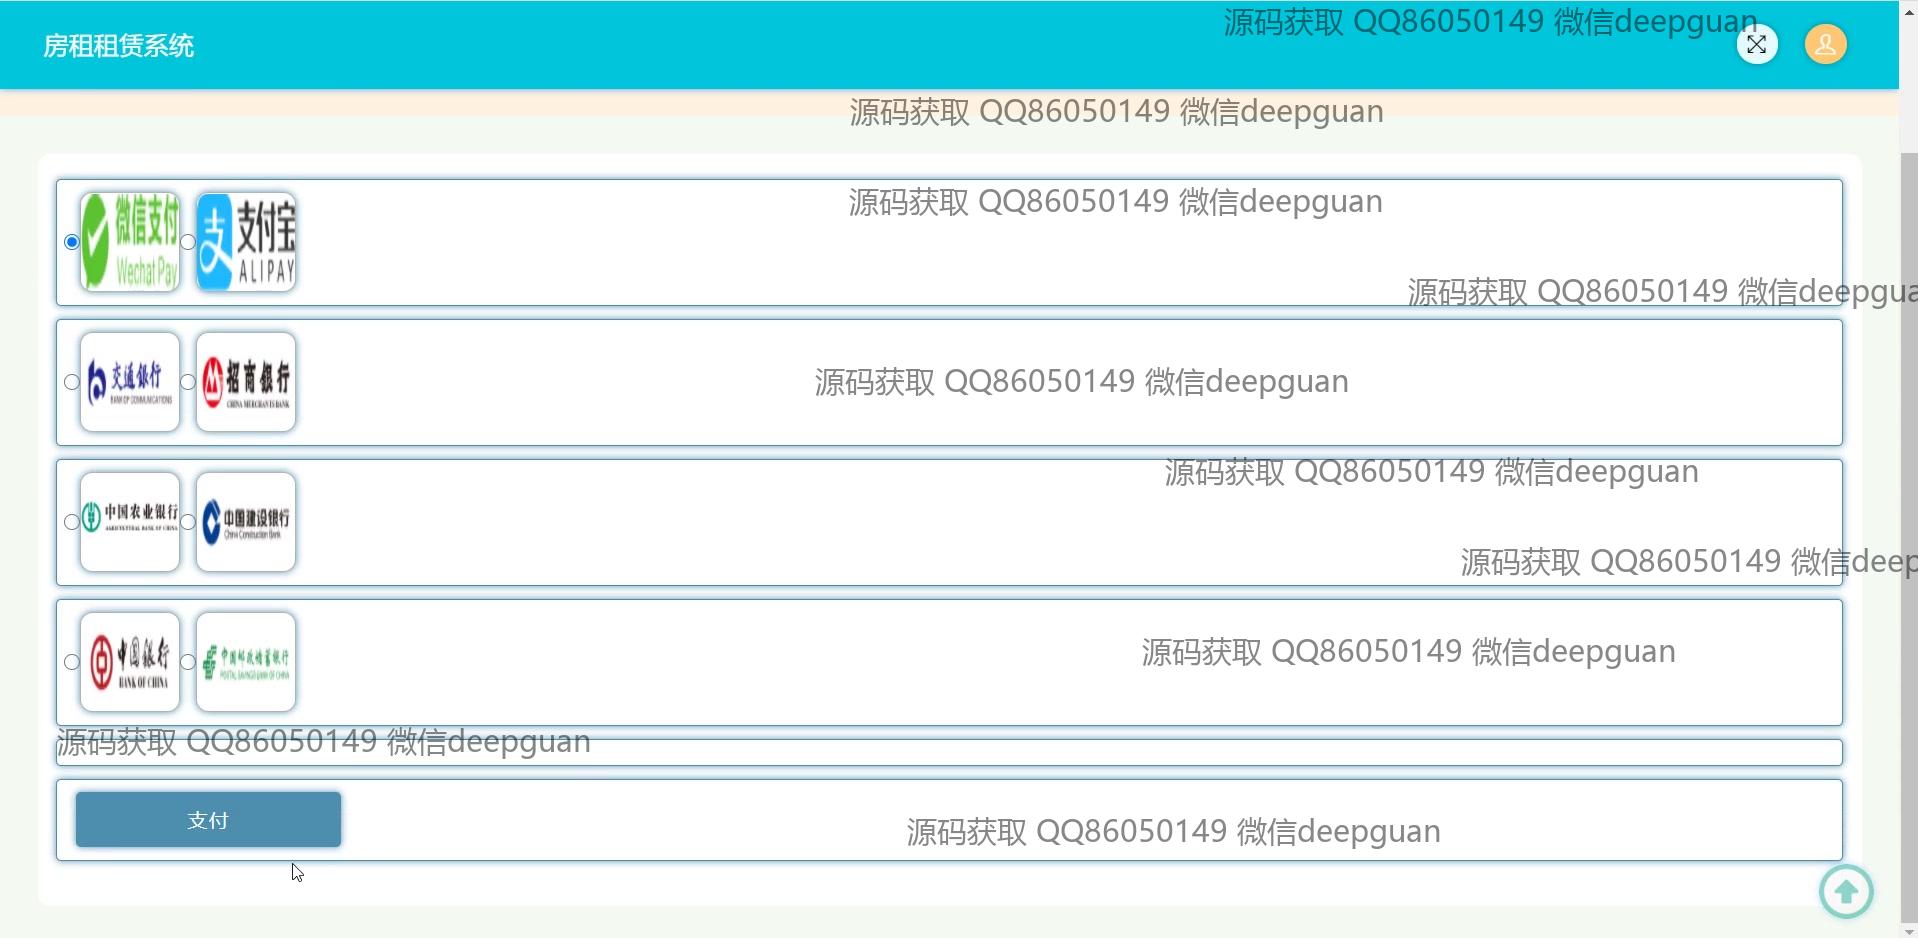 源码获取 QQ86050149 微信deepguan
房租租赁系统
源码获取 QQ86050149 微信deepguan
源码获取 QQ86050149 微信deepguan
微信支付
Wechat Pay
支付宝
ALIPAY
源码获取 QQ86050149 微信deepgua
交通银行
BANK OF COMMUNICATIONS
招商银行
CHINA MERCHANTS BANK
源码获取 QQ86050149 微信deepguan
源码获取 QQ86050149 微信deepguan
中国农业银行
AGRICULTURAL BANK OF CHINA
中国建设银行
China Construction Bank
源码获取 QQ86050149 微信deep
中国银行
BANK OF CHINA
中国邮政储蓄银行
POSTAL SAVINGS BANK OF CHINA
源码获取 QQ86050149 微信deepguan
源码获取 QQ86050149 微信deepguan
支付
源码获取 QQ86050149 微信deepguan